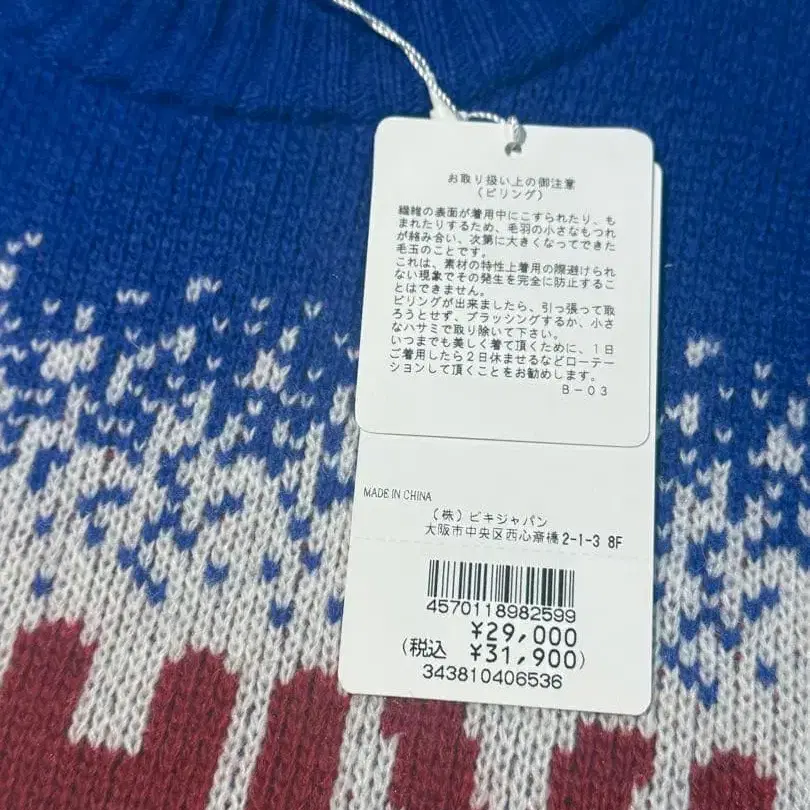 お取り扱い上の御注意
（ピリング）
繊維の表面が着用中にこすられたり、も
まれたりするため、毛羽の小さなもつれ
が絡み合い、次第に大きくなってできた
毛玉のことです。
これは、素材の特性上着用の際避けられ
ない現象でその発生を完全に防止するこ
とはできません。
ピリングが出来ましたら、引っ張って取
ろうとせず、ブラッシングするか、小さ
なハサミで取り除いて下さい。
いつまでも美しく着て頂くために、1日
ご着用したら2日休ませるなどローテー
ションして頂くことをお勧めします。
B－03
MADE IN CHINA
（株）ビキジャパン
大阪市中央区西心斎橋2-1-3 8F
4570118982599
¥29,000
(税込 ¥31,900)
343810406536